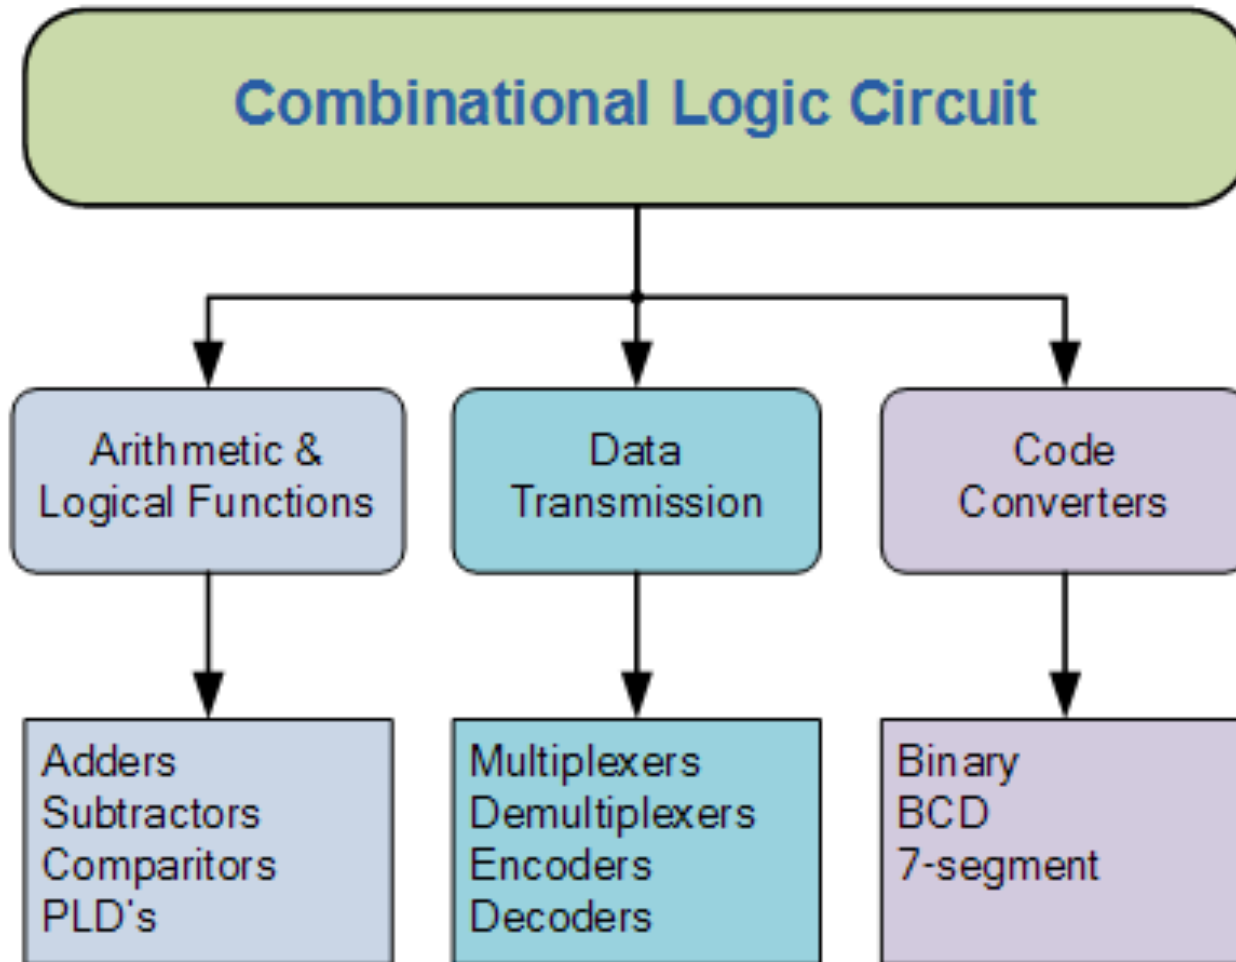 Combinational Logic Circuit
Arithmetic &
Logical Functions
Data
Transmission
Code
Converters
Adders
Subtractors
Comparitors
PLD's
Multiplexers
Demultiplexers
Encoders
Decoders
Binary
BCD
7-segment